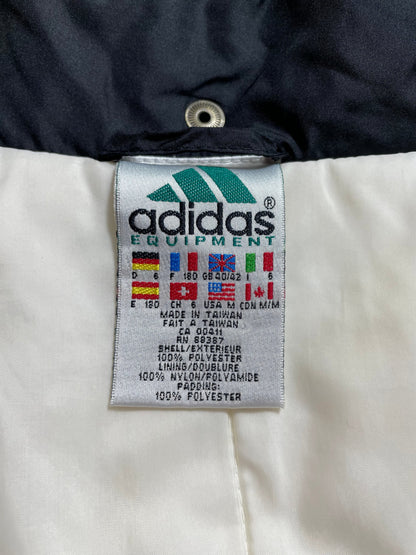 adidas®
EQUIPMENT
D 6 F 180 GB 40/42 I 6
E 180 CH 6 USA M CDN M/M
MADE IN TAIWAN
FAIT A TAIWAN
CA 00411
RN 89387
SHELL/EXTERIEUR
100% POLYESTER
LINING/DOUBLURE
100% NYLON/POLYAMIDE
PADDING:
100% POLYESTER